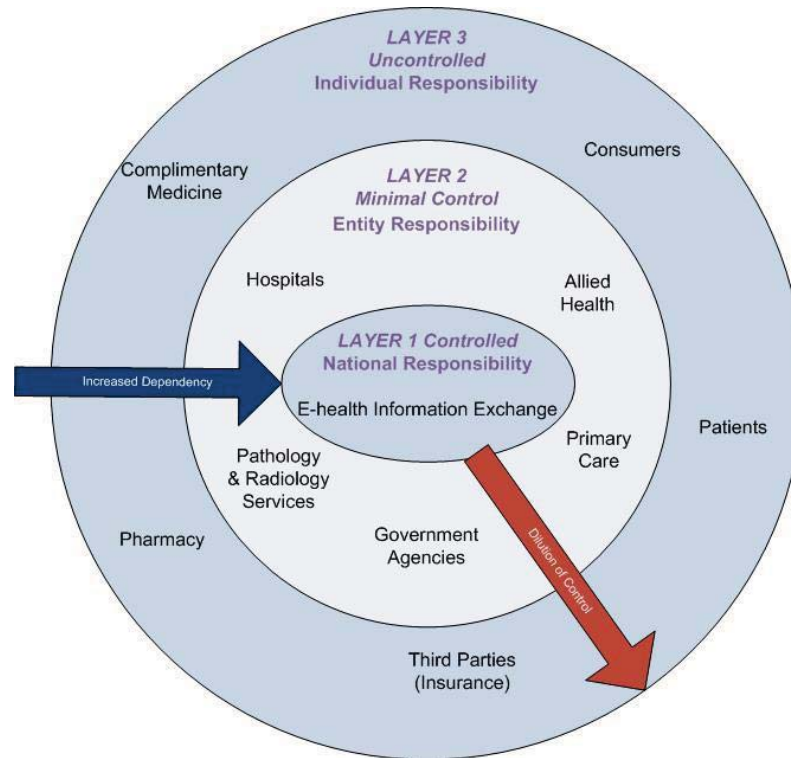 LAYER 3
Uncontrolled
Individual Responsibility
Complimentary
Medicine
Consumers
LAYER 2
Minimal Control
Entity Responsibility
Hospitals
Allied
Health
LAYER 1 Controlled
National Responsibility
Increased Dependency
E-health Information Exchange
Patients
Primary
Care
Pathology
& Radiology
Services
Pharmacy
Government
Agencies
Dilution of Control
Third Parties
(Insurance)